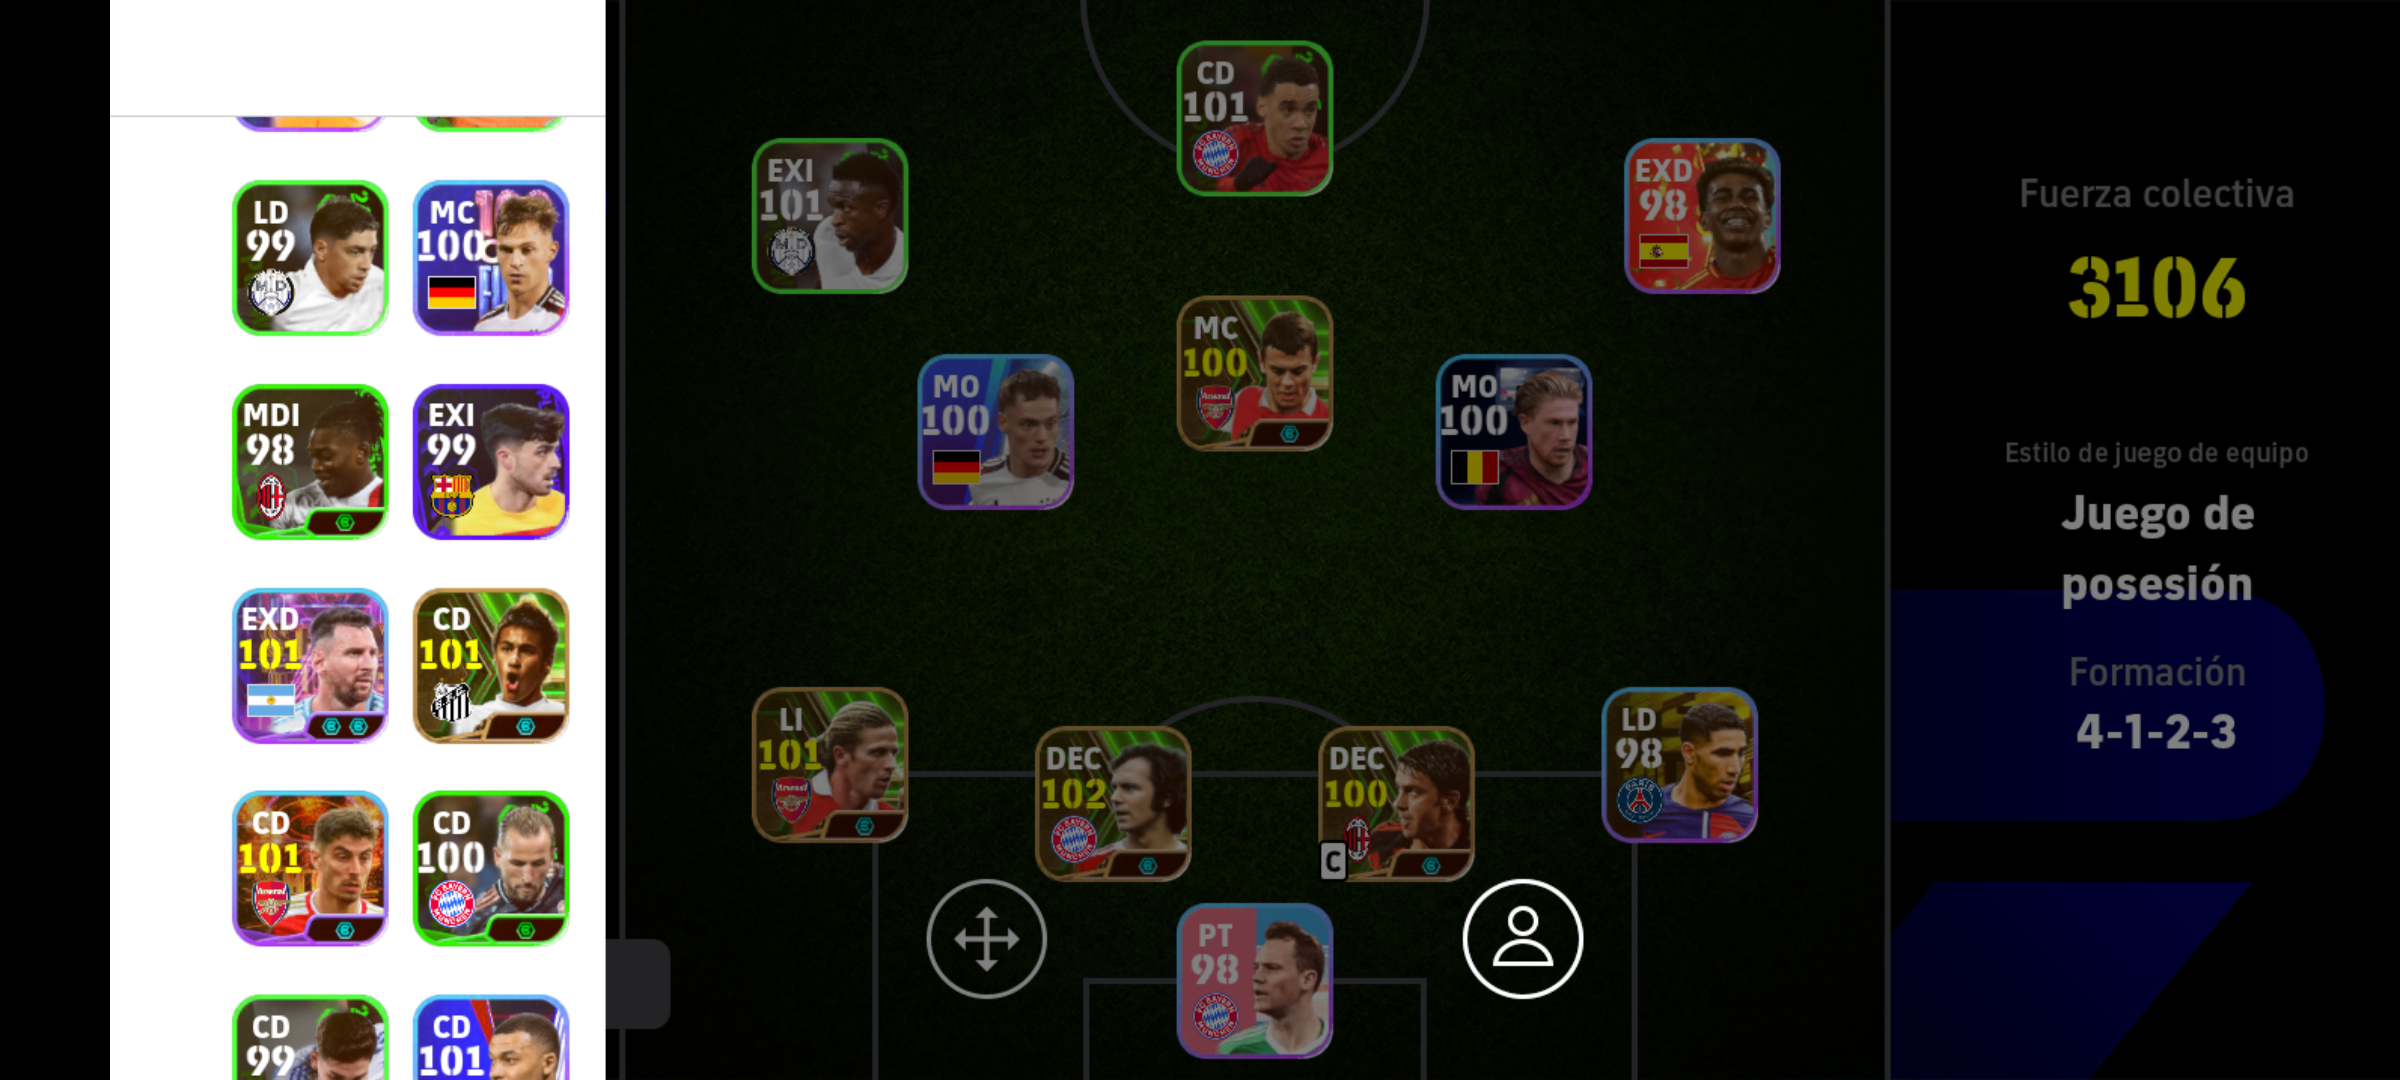 LD
99
MC
100
MDI
98
EXI
99
EXD
101
CD
101
CD
101
CD
100
CD
99
CD
101
CD
101
EXI
101
EXD
98
MC
100
MO
100
MO
100
LI
101
DEC
102
DEC
100
C
LD
98
PT
98
Fuerza colectiva
3106
Estilo de juego de equipo
Juego de
posesión
Formación
4-1-2-3